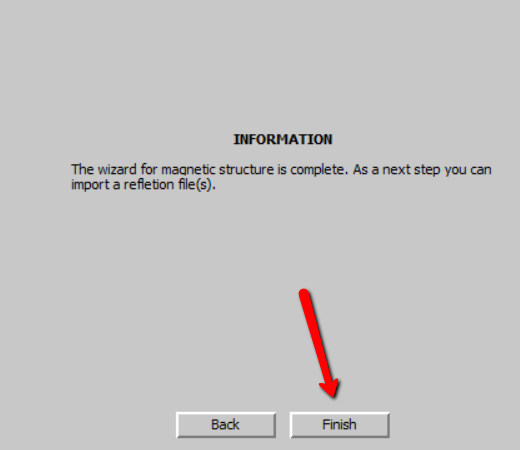 INFORMATION
The wizard for magnetic structure is complete. As a next step you can
import a refletion file(s).
Back
Finish